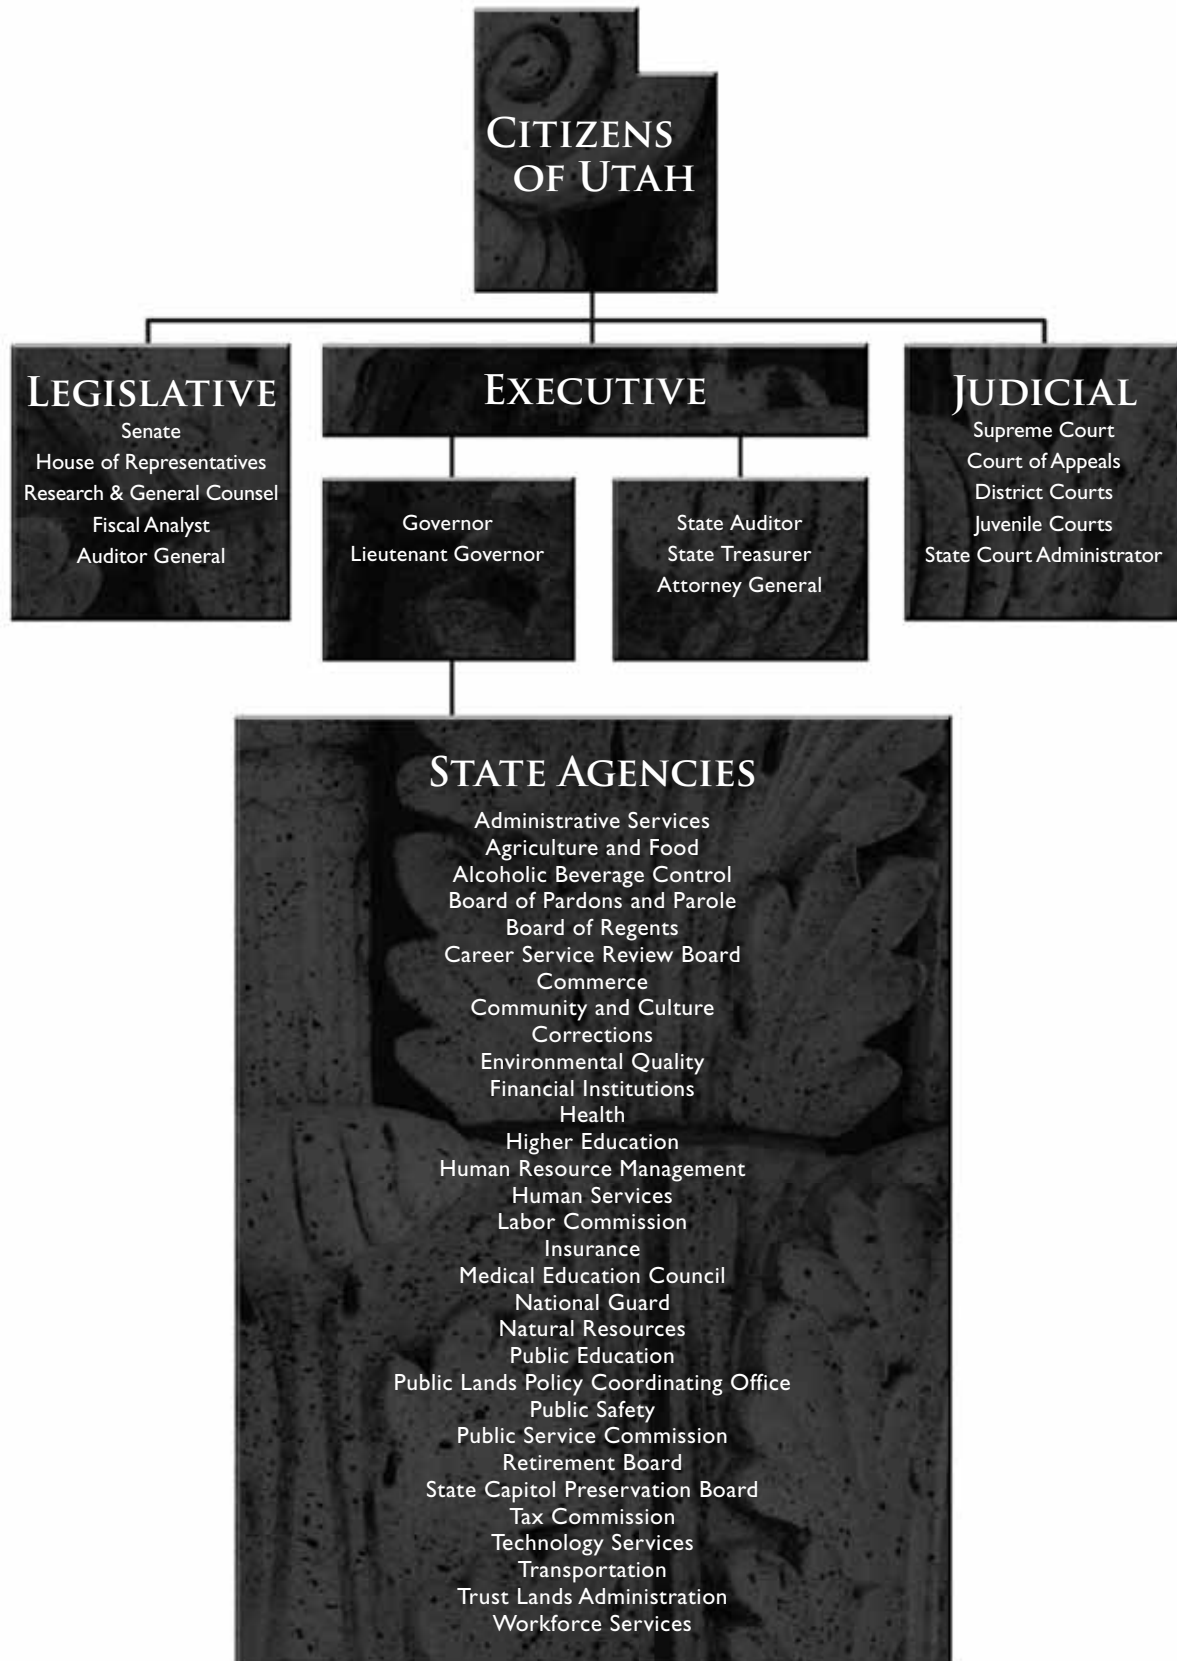 CITIZENS
OF UTAH
LEGISLATIVE
Senate
House of Representatives
Research & General Counsel
Fiscal Analyst
Auditor General
EXECUTIVE
Governor
Lieutenant Governor
State Auditor
State Treasurer
Attorney General
JUDICIAL
Supreme Court
Court of Appeals
District Courts
Juvenile Courts
State Court Administrator
STATE AGENCIES
Administrative Services
Agriculture and Food
Alcoholic Beverage Control
Board of Pardons and Parole
Board of Regents
Career Service Review Board
Commerce
Community and Culture
Corrections
Environmental Quality
Financial Institutions
Health
Higher Education
Human Resource Management
Human Services
Labor Commission
Insurance
Medical Education Council
National Guard
Natural Resources
Public Education
Public Lands Policy Coordinating Office
Public Safety
Public Service Commission
Retirement Board
State Capitol Preservation Board
Tax Commission
Technology Services
Transportation
Trust Lands Administration
Workforce Services